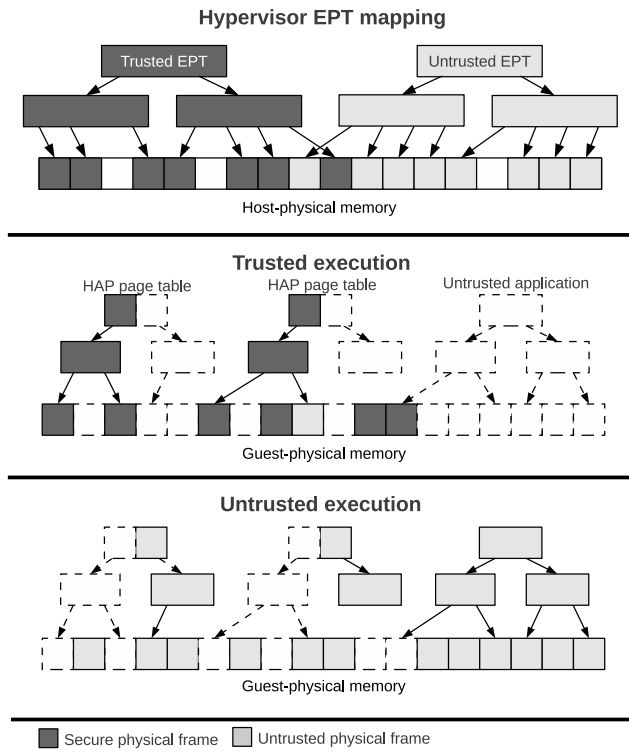 Hypervisor EPT mapping
Trusted EPT
Untrusted EPT
Host-physical memory
Trusted execution
HAP page table
HAP page table
Untrusted application
Guest-physical memory
Untrusted execution
Guest-physical memory
Secure physical frame
Untrusted physical frame